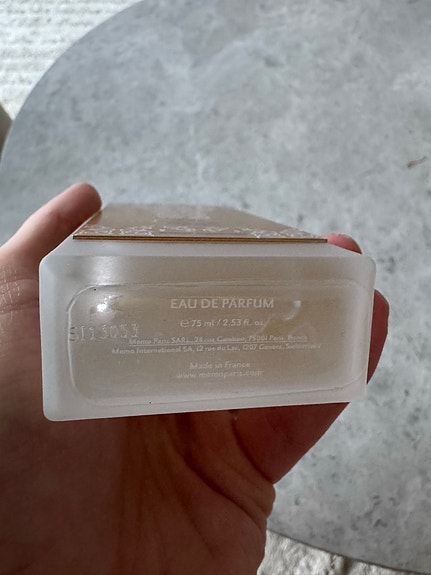 EAU DE PARFUM
℮ 75 ml / 2.53 fl. oz.
Memo Paris SARL, 24 rue Cambon, 75001 Paris, France
Memo International SA, 12 rue du Lac, 1207 Geneva, Switzerland
Made in France
www.memoparis.com